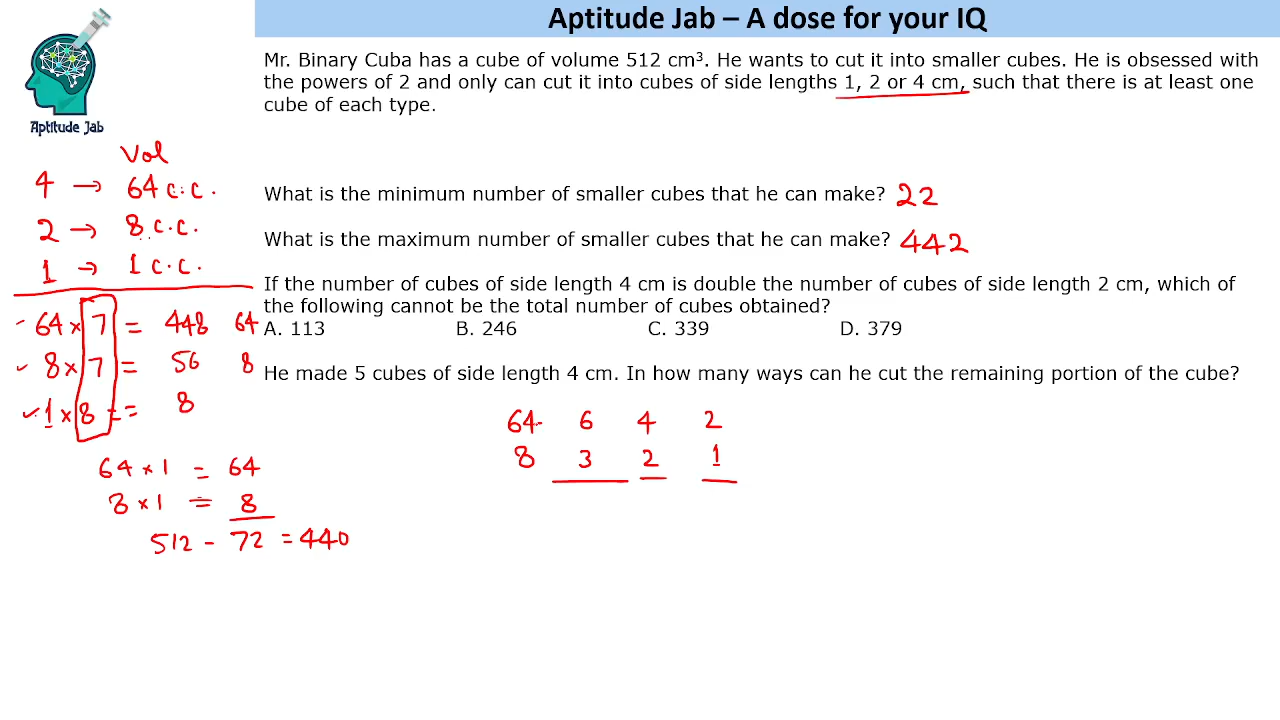 Aptitude Jab – A dose for your IQ
Aptitude Jab
Mr. Binary Cuba has a cube of volume 512 cm³. He wants to cut it into smaller cubes. He is obsessed with
the powers of 2 and only can cut it into cubes of side lengths 1, 2 or 4 cm, such that there is at least one
cube of each type.
What is the minimum number of smaller cubes that he can make? 22
What is the maximum number of smaller cubes that he can make? 442
If the number of cubes of side length 4 cm is double the number of cubes of side length 2 cm, which of
the following cannot be the total number of cubes obtained?
A. 113 B. 246 C. 339 D. 379
He made 5 cubes of side length 4 cm. In how many ways can he cut the remaining portion of the cube?
Vol
4 → 64 c.c.
2 → 8 c.c.
1 → 1 c.c.
64 × 7 = 448 64
8 × 7 = 56 8
1 × 8 = = 8
64 × 1 = 64
8 × 1 = 8
512 - 72 = 440
64 6 4 2
8 3 2 1